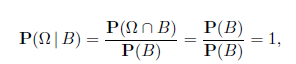 P(Ω | B) = P(Ω ∩ B) / P(B) = P(B) / P(B) = 1,